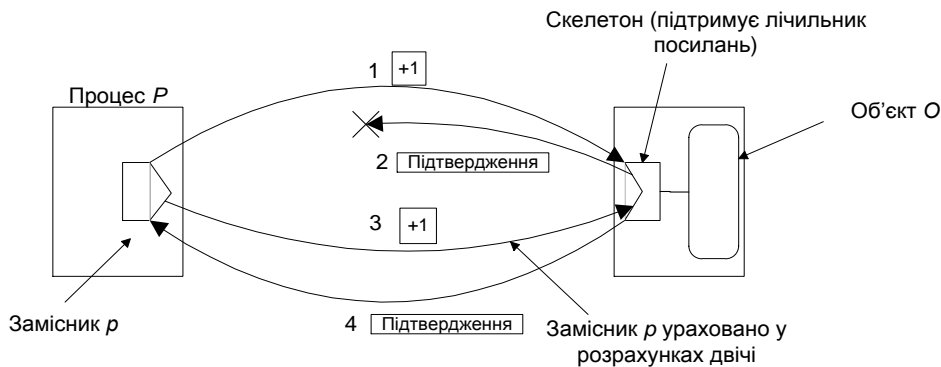 Скелетон (підтримує лічильник
посилань)
1 +1
Процес P
Об’єкт O
2 Підтвердження
3 +1
Замісник p
4 Підтвердження
Замісник p ураховано у
розрахунках двічі